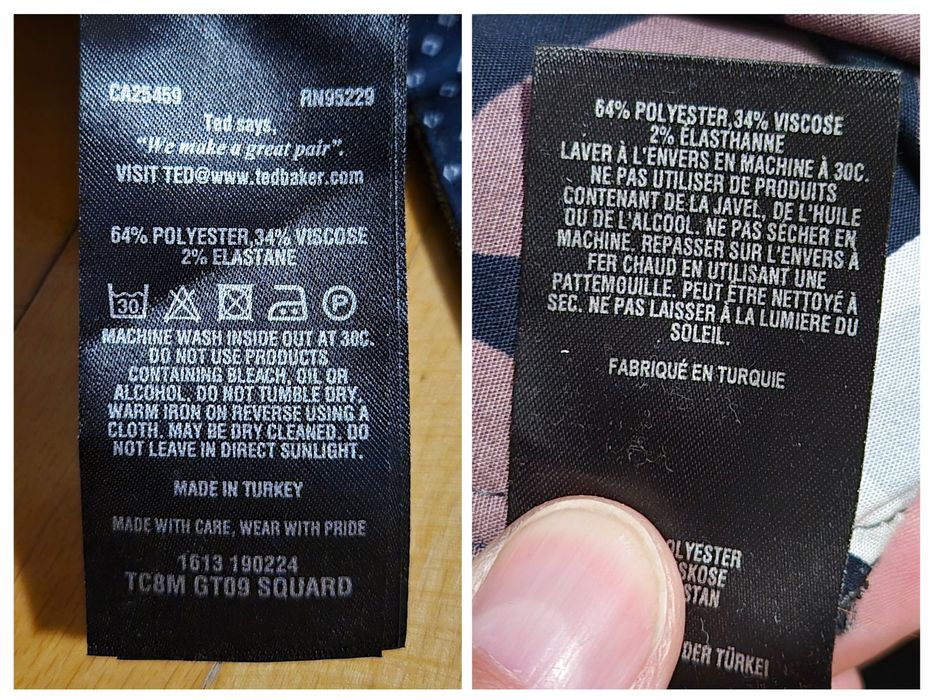 CA25459 RN95229
Ted says,
"We make a great pair".
VISIT TED@www.tedbaker.com
64% POLYESTER,34% VISCOSE
2% ELASTANE
30 P
MACHINE WASH INSIDE OUT AT 30C.
DO NOT USE PRODUCTS
CONTAINING BLEACH, OIL OR
ALCOHOL. DO NOT TUMBLE DRY.
WARM IRON ON REVERSE USING A
CLOTH. MAY BE DRY CLEANED. DO
NOT LEAVE IN DIRECT SUNLIGHT.
MADE IN TURKEY
MADE WITH CARE, WEAR WITH PRIDE
1613 190224
TC8M GT09 SQUARD
64% POLYESTER,34% VISCOSE
2% ÉLASTHANNE
LAVER À L'ENVERS EN MACHINE À 30C.
NE PAS UTILISER DE PRODUITS
CONTENANT DE LA JAVEL, DE L'HUILE
OU DE L'ALCOOL. NE PAS SÉCHER EN
MACHINE. REPASSER SUR L'ENVERS À
FER CHAUD EN UTILISANT UNE
PATTEMOUILLE. PEUT ÊTRE NETTOYÉ À
SEC. NE PAS LAISSER À LA LUMIÈRE DU
SOLEIL.
FABRIQUÉ EN TURQUIE
OLYESTER
SKOSE
STAN
DER TÜRKEI